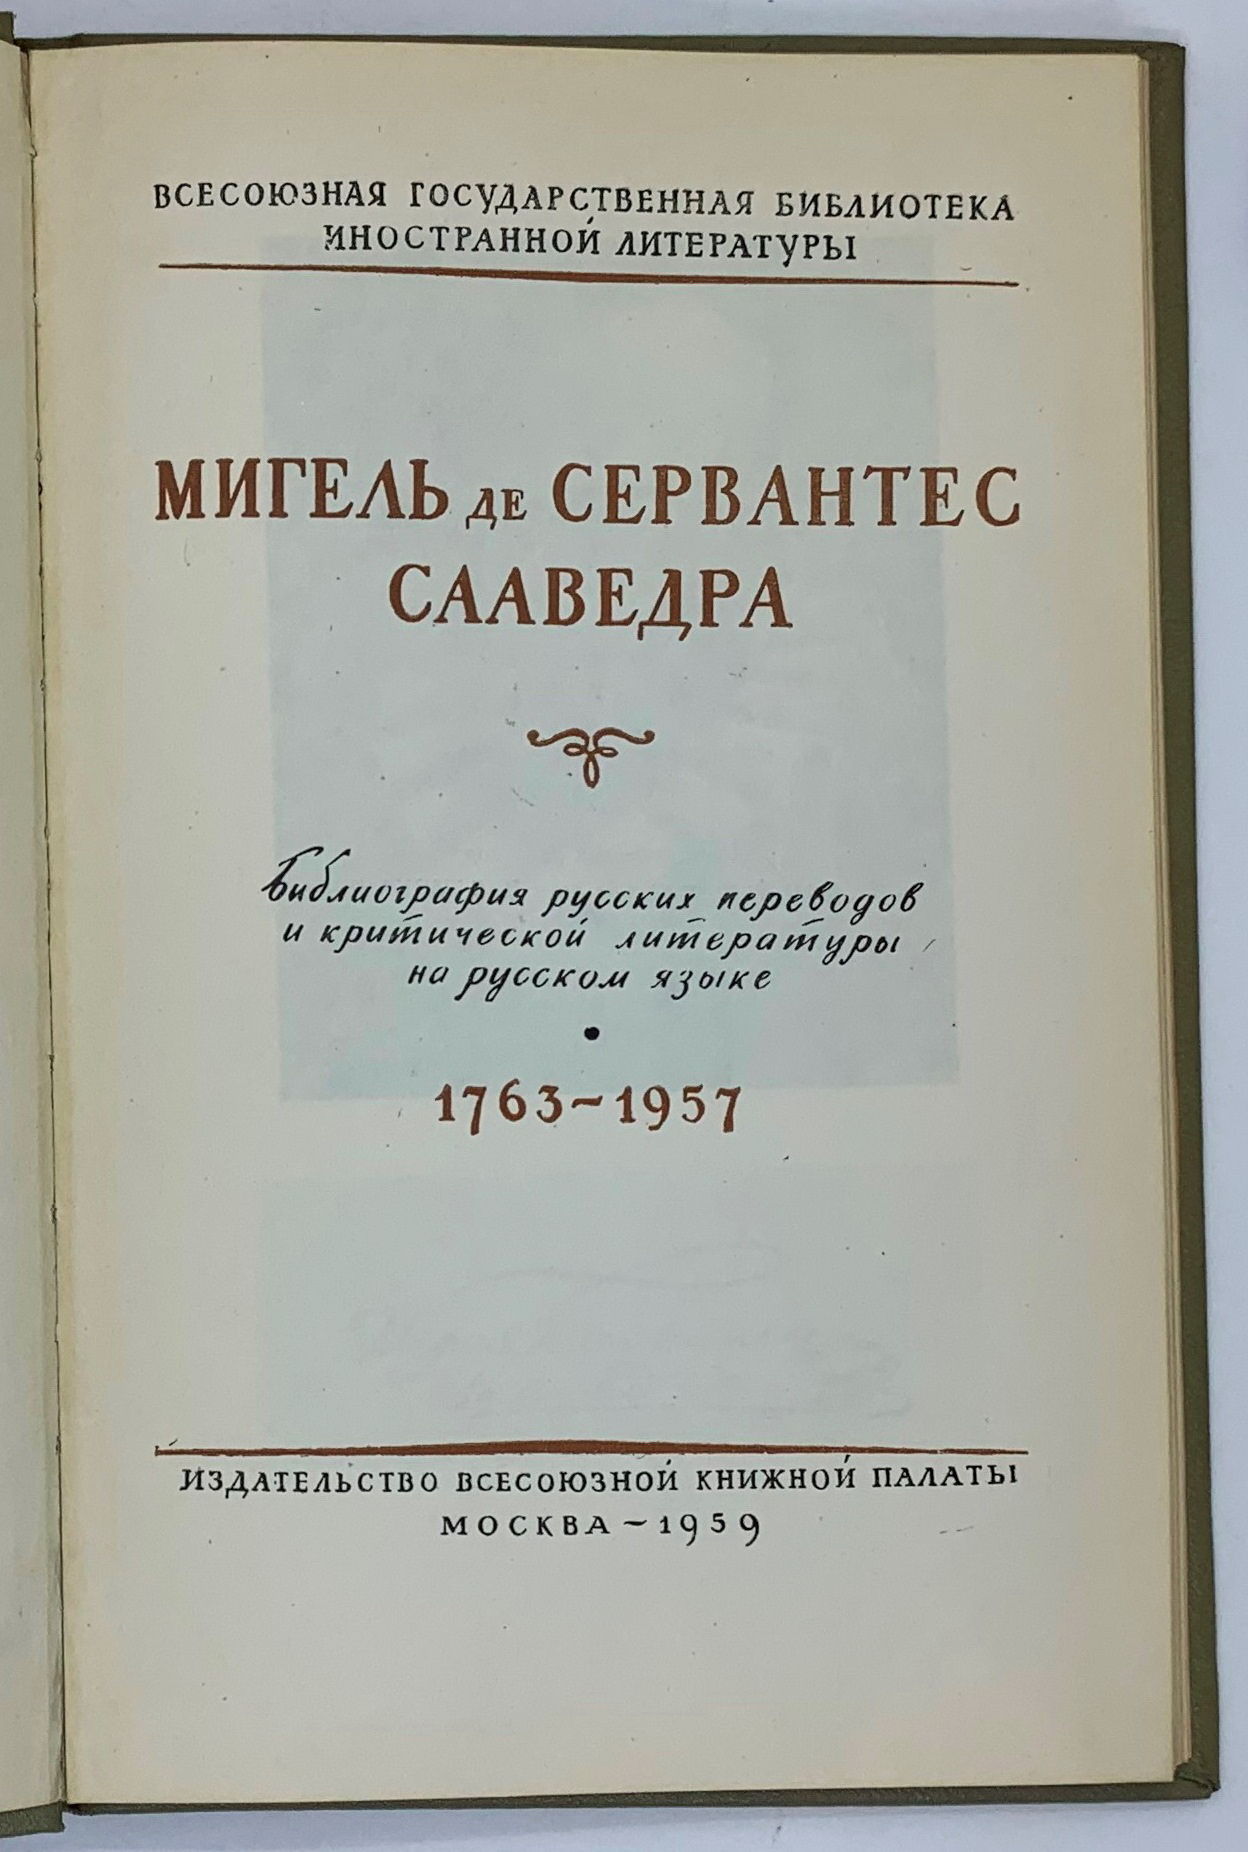 ВСЕСОЮЗНАЯ ГОСУДАРСТВЕННАЯ БИБЛИОТЕКА
ИНОСТРАННОЙ ЛИТЕРАТУРЫ
МИГЕЛЬ ДЕ СЕРВАНТЕС
СААВЕДРА
Библиография русских переводов
и критической литературы
на русском языке
•
1763–1957
ИЗДАТЕЛЬСТВО ВСЕСОЮЗНОЙ КНИЖНОЙ ПАЛАТЫ
МОСКВА – 1959